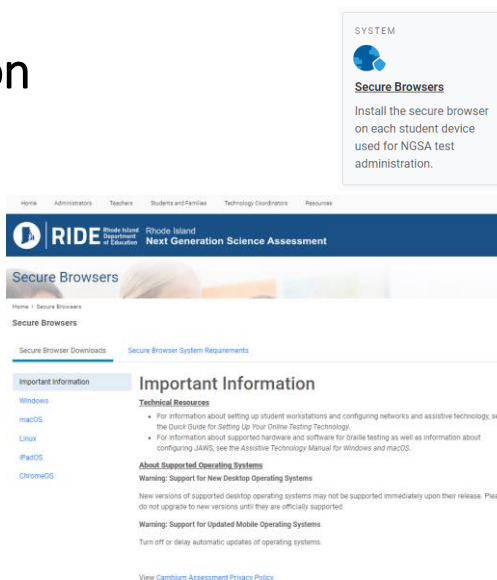 on
SYSTEM
Secure Browsers
Install the secure browser
on each student device
used for NGSA test
administration.
Home Administrators Teachers Students and Families Technology Coordinators Resources
RIDE Rhode Island Department of Education
Rhode Island
Next Generation Science Assessment
Secure Browsers
Home > Secure Browsers
Secure Browsers
Secure Browser Downloads Secure Browser System Requirements
Important Information
Windows
macOS
Linux
iPadOS
ChromeOS
Important Information
Technical Resources
• For information about setting up student workstations and configuring networks and assistive technology, se
the Quick Guide for Setting Up Your Online Testing Technology.
• For information about supported hardware and software for braille testing as well as information about
configuring JAWS, see the Assistive Technology Manual for Windows and macOS.
About Supported Operating Systems
Warning: Support for New Desktop Operating Systems
New versions of supported desktop operating systems may not be supported immediately upon their release. Plea
do not upgrade to new versions until they are officially supported.
Warning: Support for Updated Mobile Operating Systems
Turn off or delay automatic updates of operating systems.
View Cambium Assessment Privacy Policy.